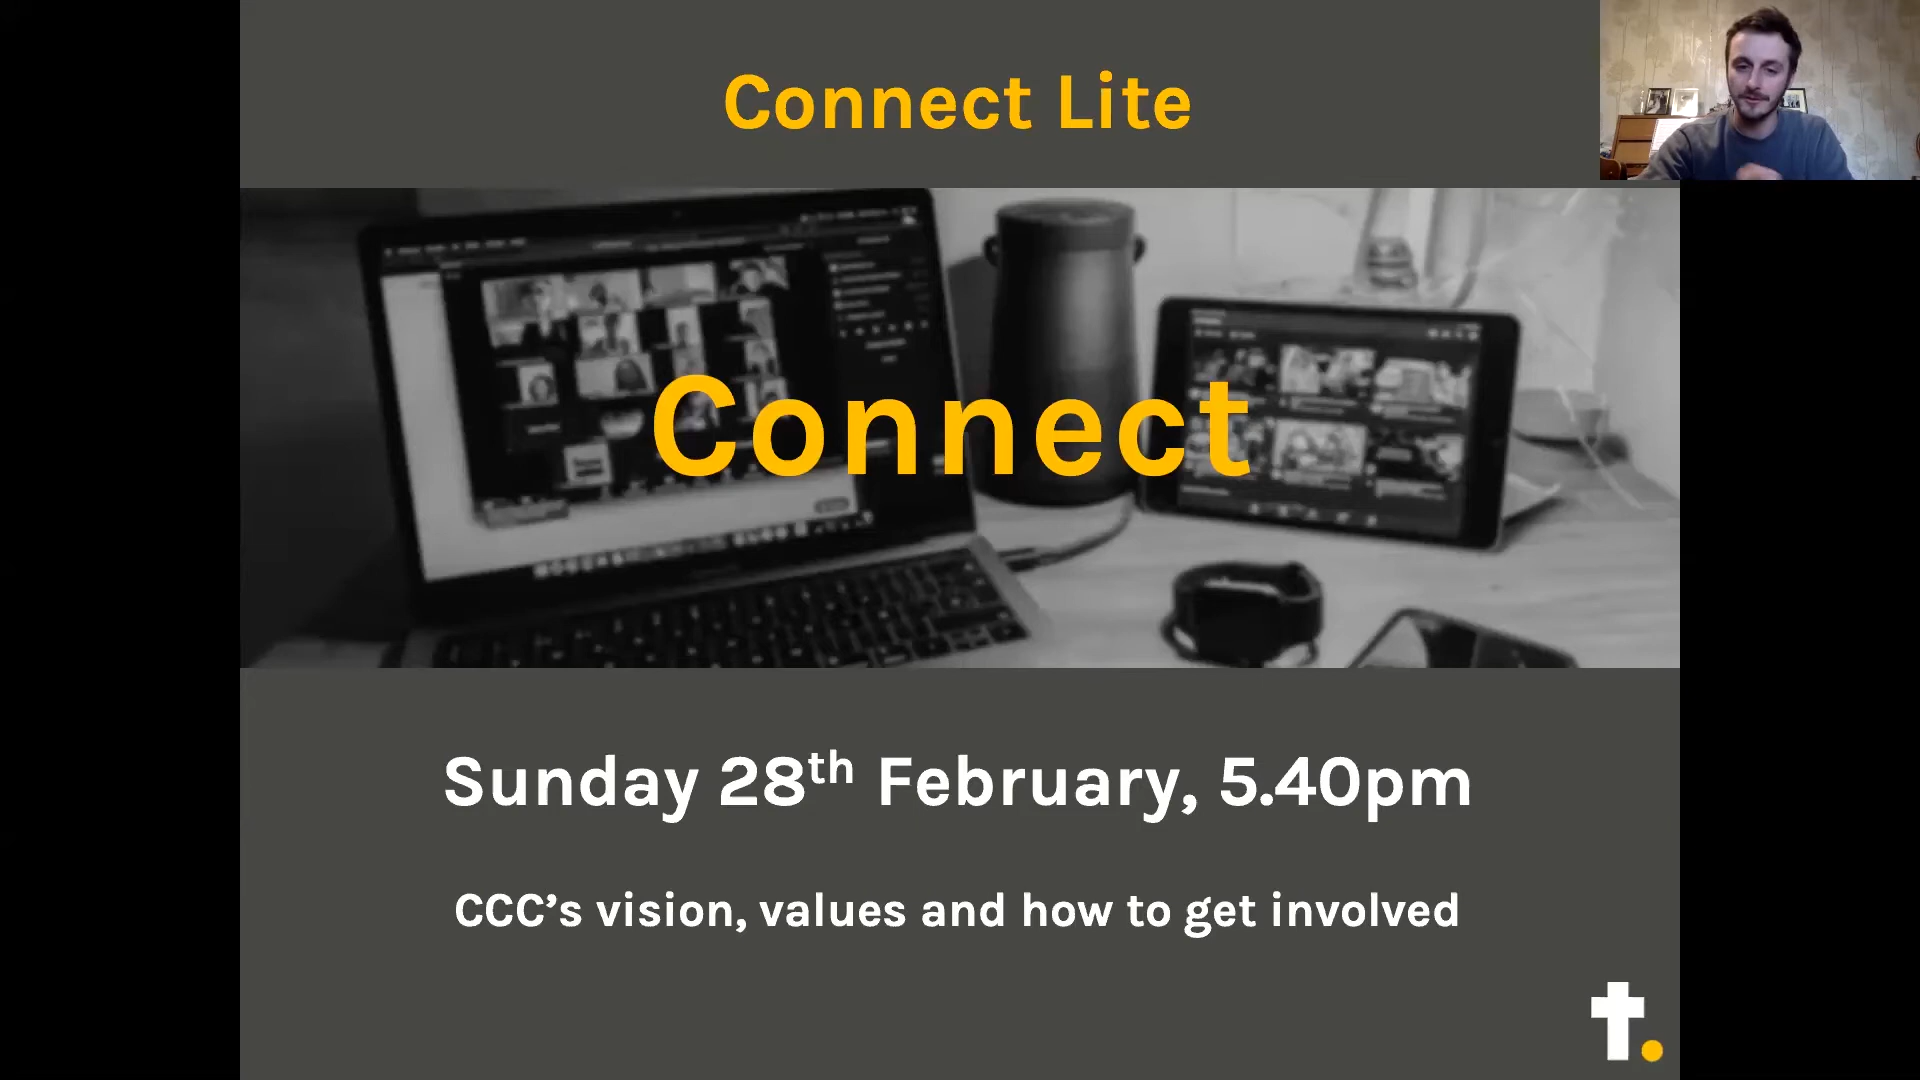 Connect Lite
Connect
Sunday 28th February, 5.40pm
CCC’s vision, values and how to get involved